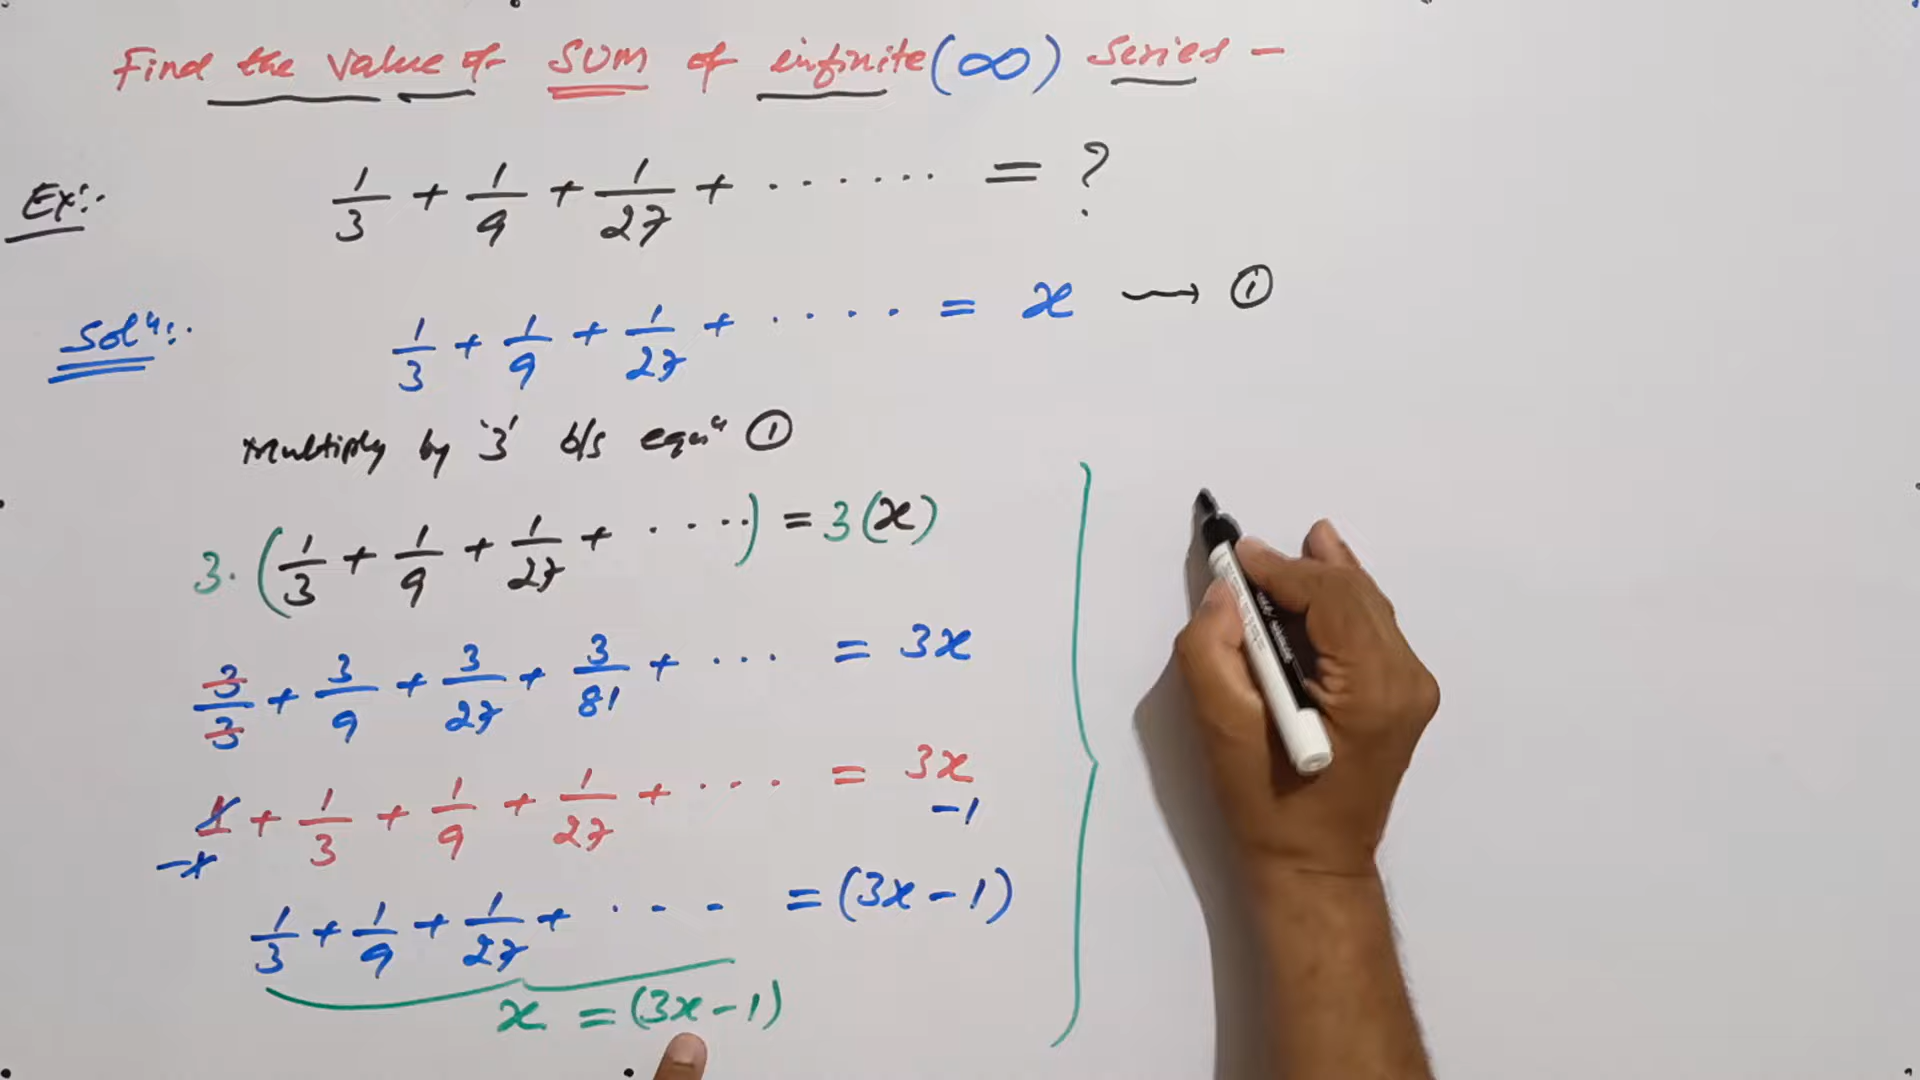 Find the value of SUM of infinite (∞) series -
Ex:- 1/3 + 1/9 + 1/27 + ....... = ?
Solⁿ:- 1/3 + 1/9 + 1/27 + ..... = x → ①
Multiply by '3' b/s equⁿ ①
3. (1/3 + 1/9 + 1/27 + .....) = 3(x)
3/3 + 3/9 + 3/27 + 3/81 + ... = 3x
1 + 1/3 + 1/9 + 1/27 + .... = 3x
-1 -1
1/3 + 1/9 + 1/27 + .--- = (3x - 1)
x = (3x - 1)